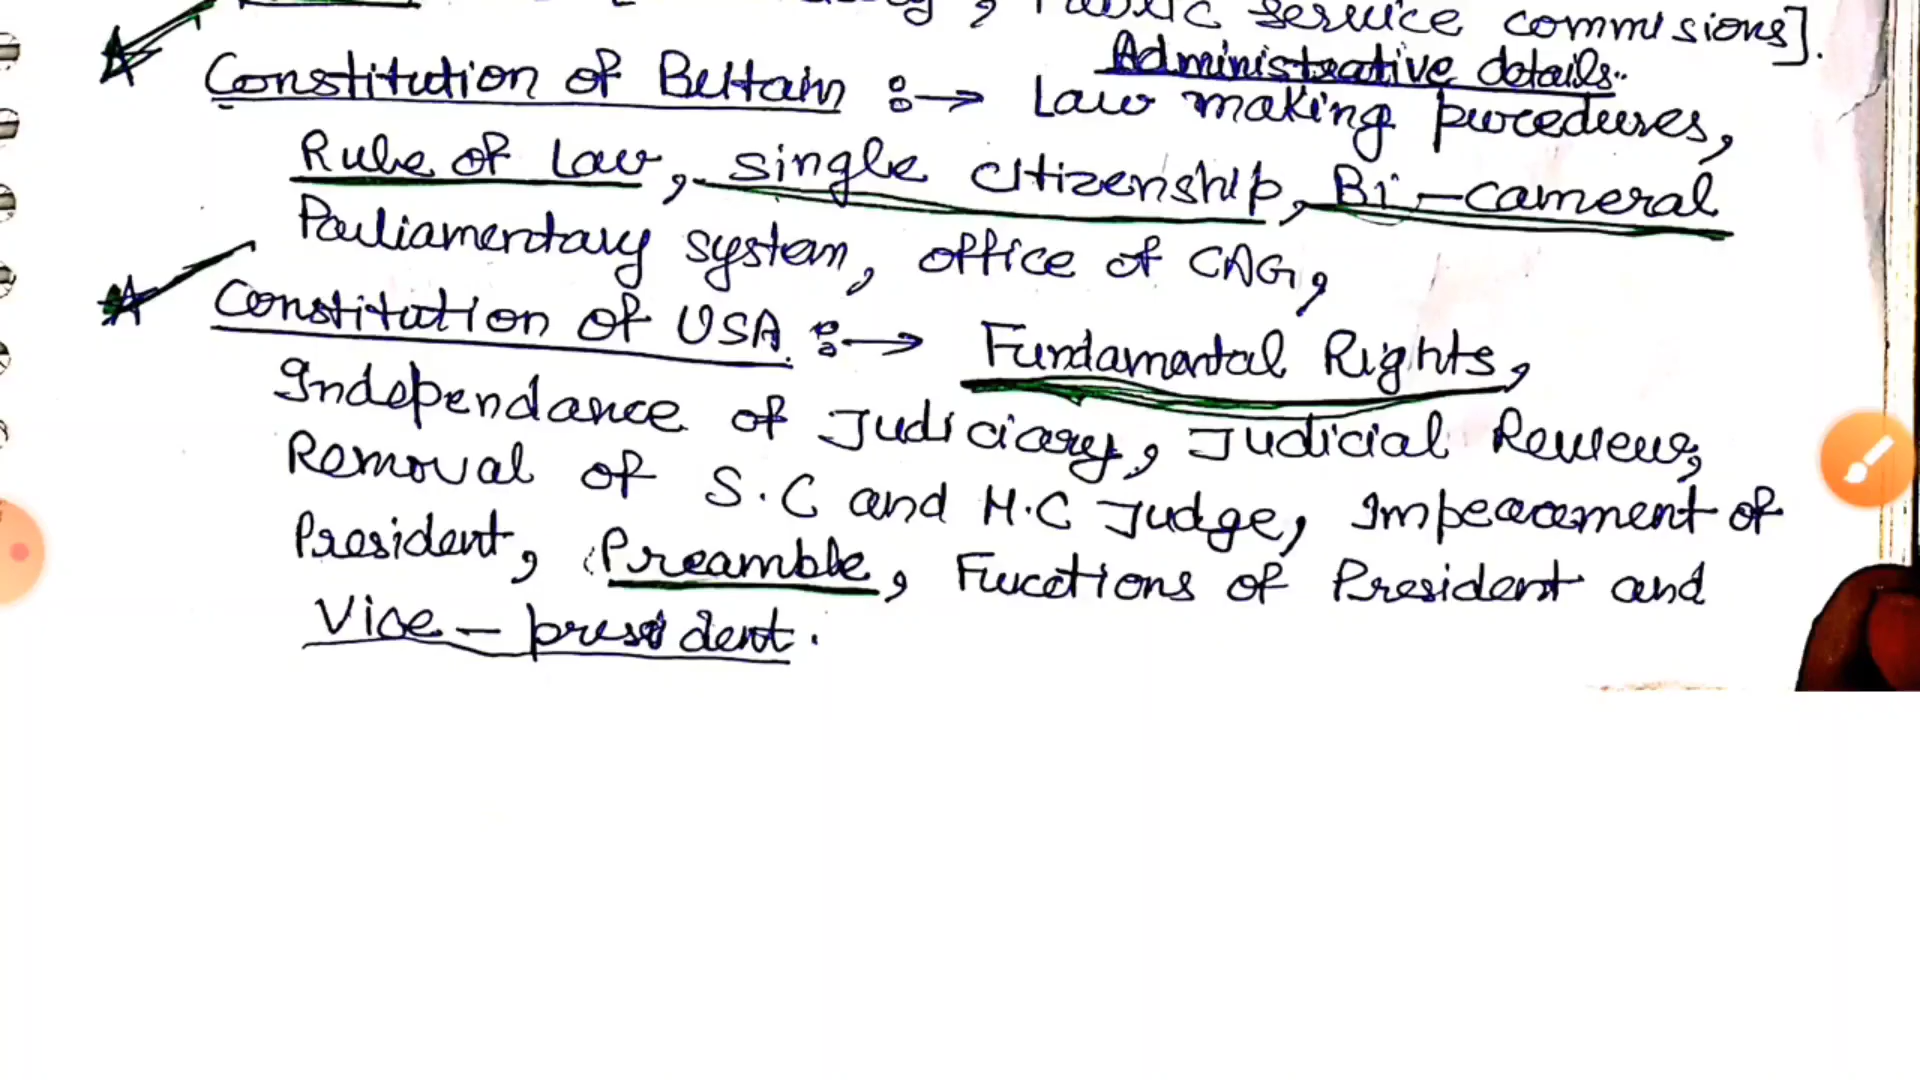 Public service commisions].
Administrative details..
Constitution of Britain :→ Law making procedures,
Rule of Law, single citizenship, Bi-cameral
Parliamentary system, office of CAG,
Constitution of USA :→ Fundamental Rights,
Independance of Judiciary, Judicial Review,
Removal of S.C and H.C Judge, Impeacement of
President, Preamble, Fucctions of President and
Vice-president.